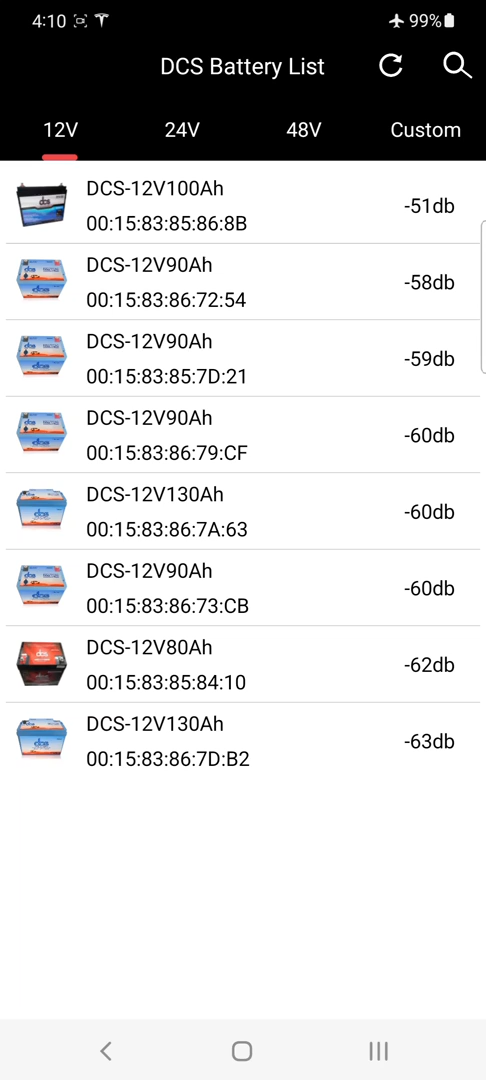 4:10
99%
DCS Battery List
12V
24V
48V
Custom
DCS-12V100Ah
00:15:83:85:86:8B
-51db
DCS-12V90Ah
00:15:83:86:72:54
-58db
DCS-12V90Ah
00:15:83:85:7D:21
-59db
DCS-12V90Ah
00:15:83:86:79:CF
-60db
DCS-12V130Ah
00:15:83:86:7A:63
-60db
DCS-12V90Ah
00:15:83:86:73:CB
-60db
DCS-12V80Ah
00:15:83:85:84:10
-62db
DCS-12V130Ah
00:15:83:86:7D:B2
-63db